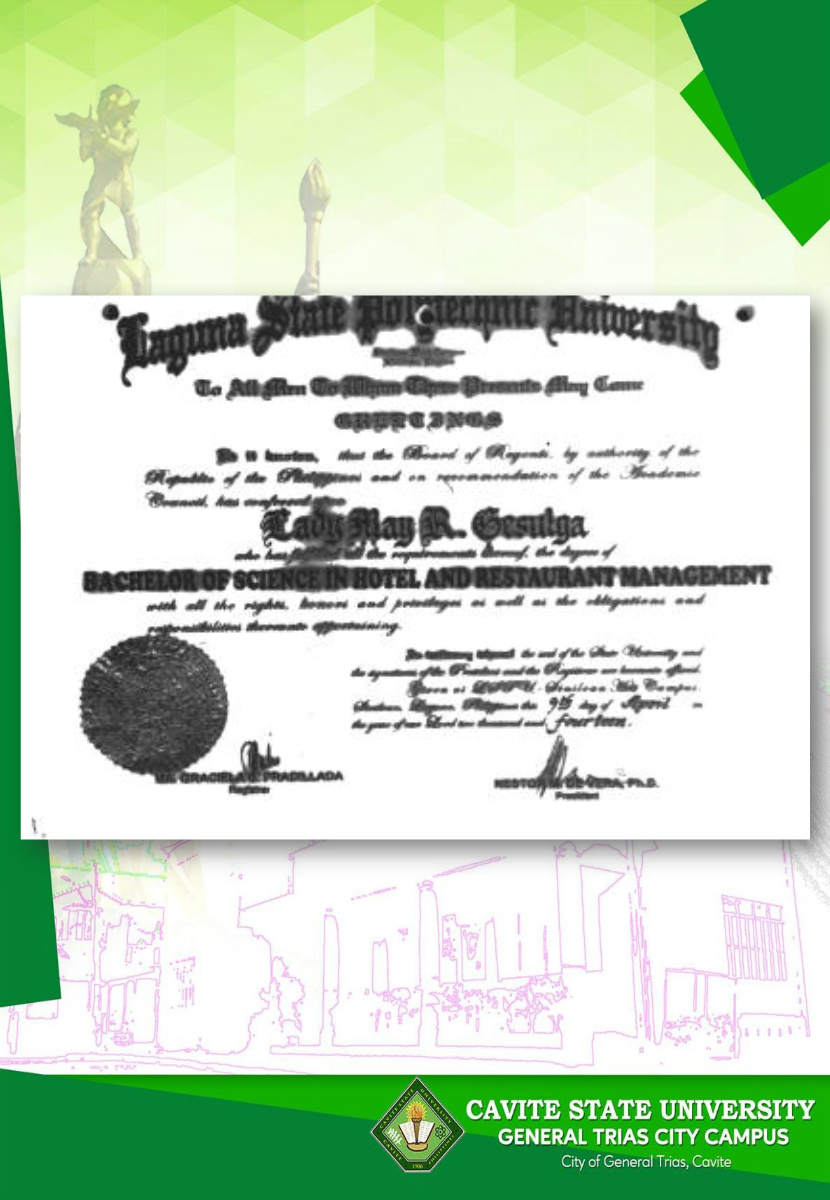 Laguna State Polytechnic University
To All Men To Whom These Presents May Come
GREETINGS
Be it known, that the Board of Regents, by authority of the
Republic of the Philippines and on recommendation of the Academic
Council, has conferred upon
Lady May R. Gesulga
who has fulfilled all the requirements thereof, the degree of
BACHELOR OF SCIENCE IN HOTEL AND RESTAURANT MANAGEMENT
with all the rights, honors and privileges as well as the obligations and
responsibilities thereunto appertaining.
In testimony whereof the seal of the State University and
the signatures of the President and the Registrar are hereunto affixed.
Given at LSPU - Siniloan Campus,
Siniloan, Laguna, Philippines this 9th day of April in
the year of our Lord two thousand and fourteen.
MA. GRACIELA PRADILLADA
Registrar
NESTOR M. DE VERA, Ph.D.
President
CAVITE STATE UNIVERSITY
CAVITE
1906
CAVITE STATE UNIVERSITY
GENERAL TRIAS CITY CAMPUS
City of General Trias, Cavite